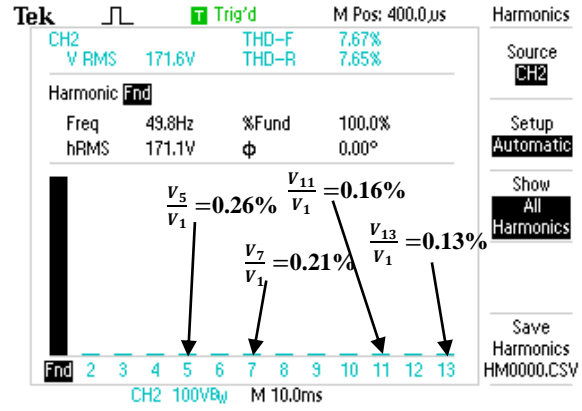 Tek T Trig'd M Pos: 400.0µs Harmonics
CH2 THD-F 7.67%
V RMS 171.6V THD-R 7.65%
Source
CH2
Harmonic Fnd
Freq 49.8Hz %Fund 100.0%
hRMS 171.1V ϕ 0.00°
Setup
Automatic
Show
All
Harmonics
V₅/V₁ =0.26%
V₁₁/V₁ =0.16%
V₇/V₁ =0.21%
V₁₃/V₁ =0.13%
Save
Harmonics
HM0000.CSV
Fnd 2 3 4 5 6 7 8 9 10 11 12 13
CH2 100VBW M 10.0ms